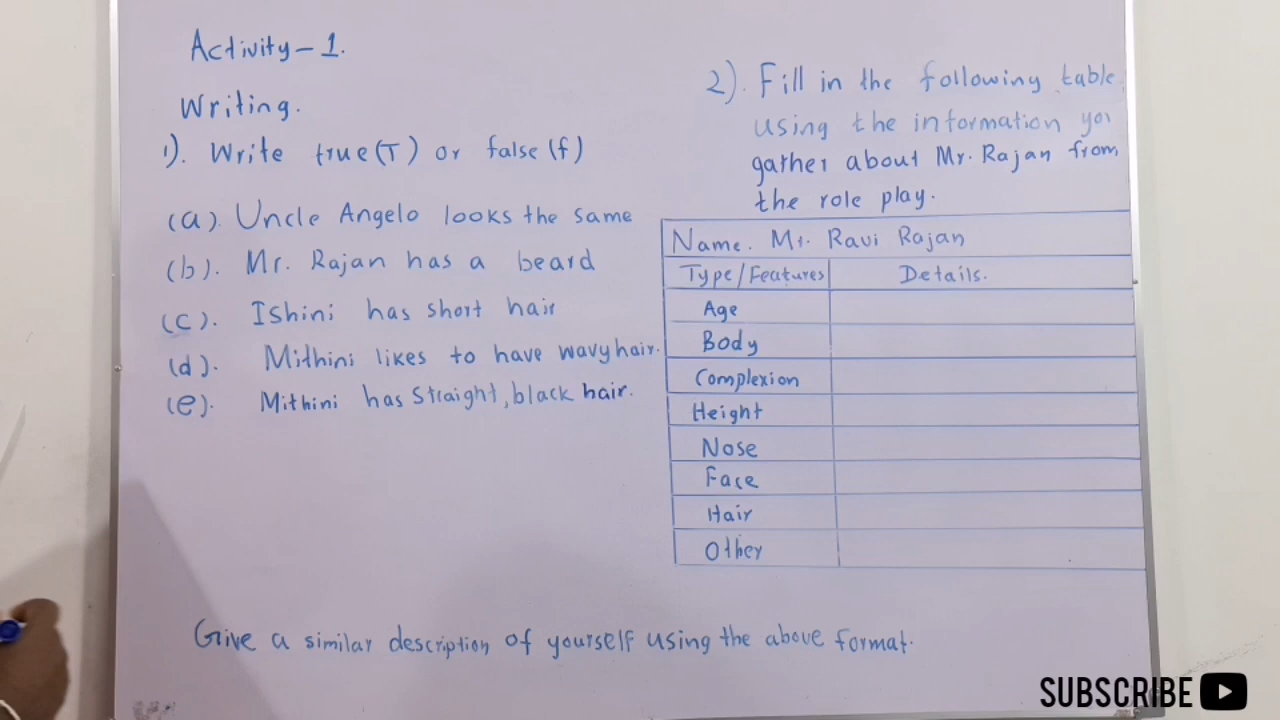 Activity - 1.
Writing.
1). Write true(T) or false (f)
(a). Uncle Angelo looks the same
(b). Mr. Rajan has a beard
(c). Ishini has short hair
(d). Mithini likes to have wavy hair.
(e). Mithini has straight, black hair.
2). Fill in the following table,
using the information you
gather about Mr. Rajan from
the role play.
Name. Mr. Ravi Rajan
Type/Features Details.
Age
Body
Complexion
Height
Nose
Face
Hair
Other
Give a similar description of yourself using the above format.
SUBSCRIBE